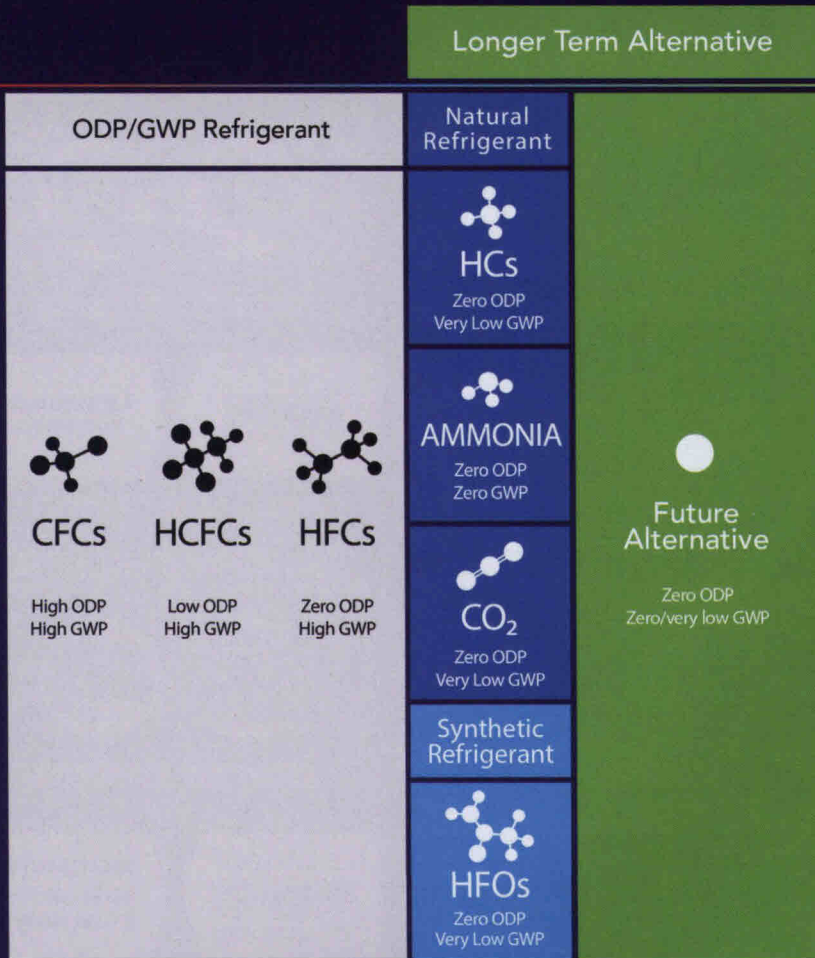 Longer Term Alternative
ODP/GWP Refrigerant
Natural
Refrigerant
HCs
Zero ODP
Very Low GWP
AMMONIA
Zero ODP
Zero GWP
CFCs
High ODP
High GWP
HCFCs
Low ODP
High GWP
HFCs
Zero ODP
High GWP
CO₂
Zero ODP
Very Low GWP
Synthetic
Refrigerant
HFOs
Zero ODP
Very Low GWP
Future
Alternative
Zero ODP
Zero/very low GWP